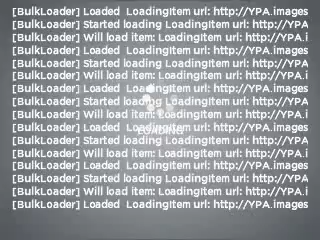 [BulkLoader] Loaded  LoadingItem url: http://YPA.images
[BulkLoader] Started loading LoadingItem url: http://YPA
[BulkLoader] Will load item: LoadingItem url: http://YPA.i
[BulkLoader] Loaded  LoadingItem url: http://YPA.images
[BulkLoader] Started loading LoadingItem url: http://YPA
[BulkLoader] Will load item: LoadingItem url: http://YPA.i
[BulkLoader] Loaded  LoadingItem url: http://YPA.images
[BulkLoader] Started loading LoadingItem url: http://YPA
[BulkLoader] Will load item: LoadingItem url: http://YPA.i
[BulkLoader] Loaded  LoadingItem url: http://YPA.images
LOADING
[BulkLoader] Started loading LoadingItem url: http://YPA
[BulkLoader] Will load item: LoadingItem url: http://YPA.i
[BulkLoader] Loaded  LoadingItem url: http://YPA.images
[BulkLoader] Started loading LoadingItem url: http://YPA
[BulkLoader] Will load item: LoadingItem url: http://YPA.i
[BulkLoader] Loaded  LoadingItem url: http://YPA.images